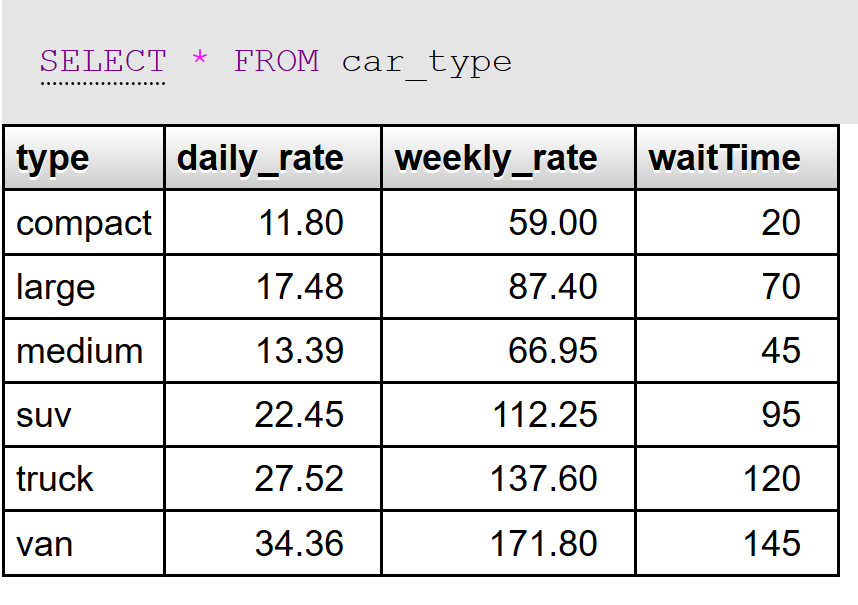 SELECT * FROM car_type
type daily_rate weekly_rate waitTime
compact 11.80 59.00 20
large 17.48 87.40 70
medium 13.39 66.95 45
suv 22.45 112.25 95
truck 27.52 137.60 120
van 34.36 171.80 145